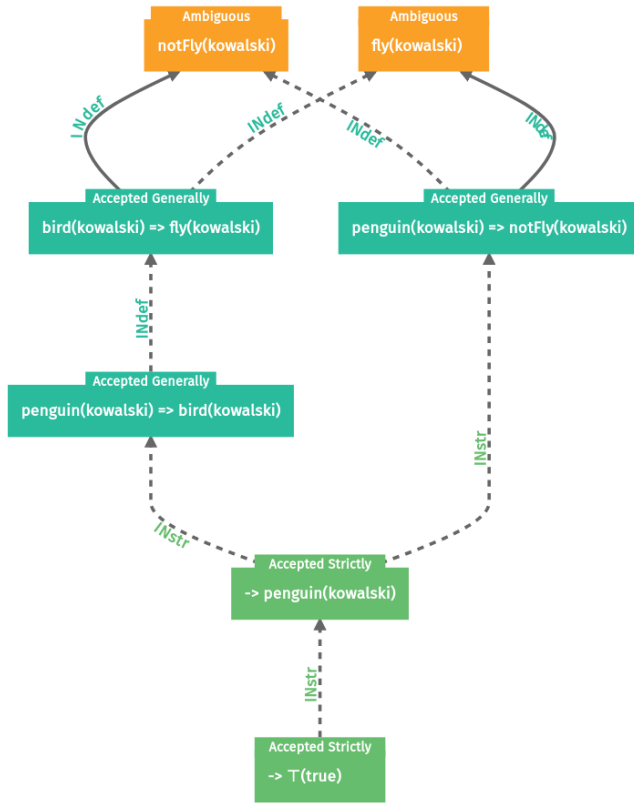 Ambiguous
notFly(kowalski)
Ambiguous
fly(kowalski)
INdef
INdef
INdef
INdef
Accepted Generally
bird(kowalski) => fly(kowalski)
Accepted Generally
penguin(kowalski) => notFly(kowalski)
INdef
Accepted Generally
penguin(kowalski) => bird(kowalski)
INstr
INstr
Accepted Strictly
-> penguin(kowalski)
INstr
Accepted Strictly
-> ⊤(true)